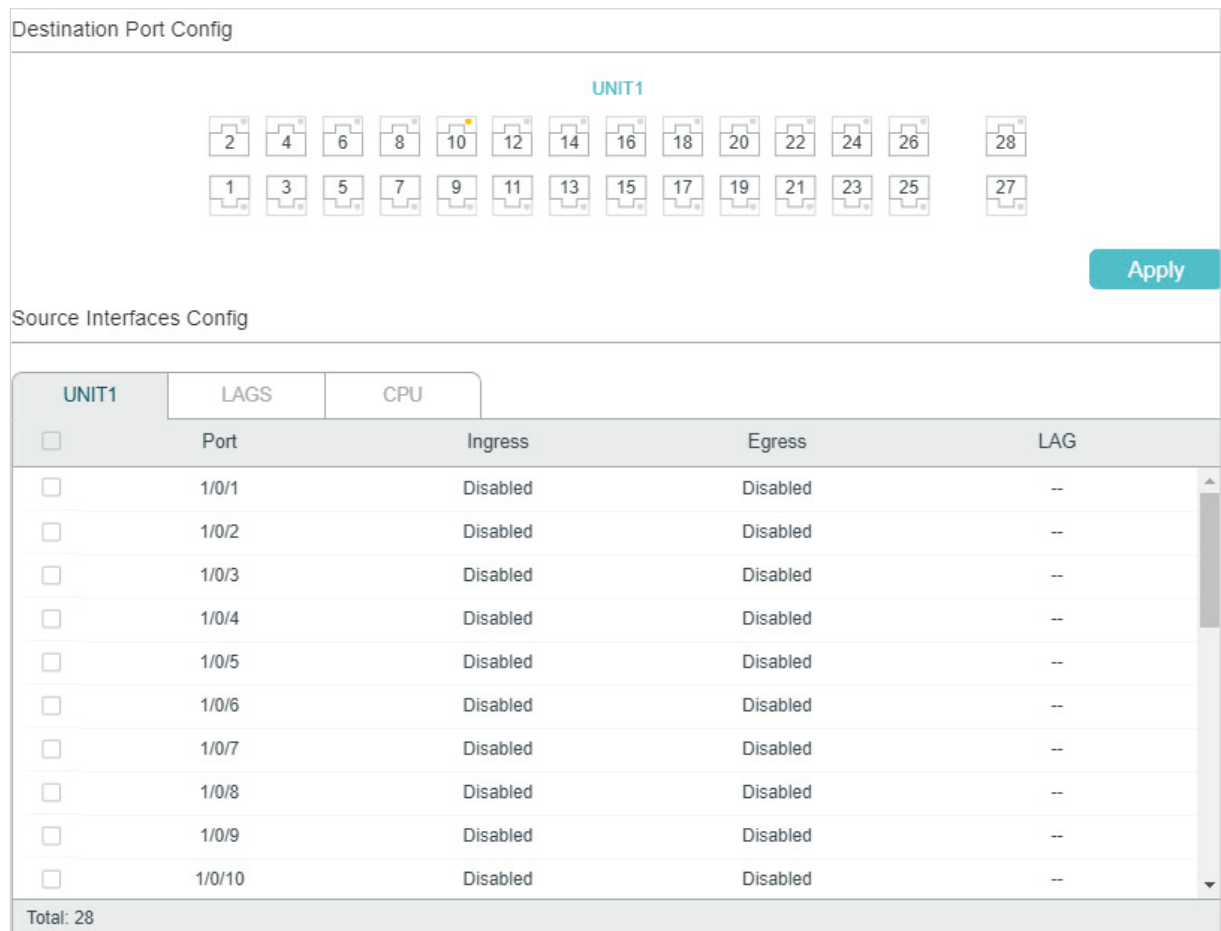 Destination Port Config
UNIT1
2 4 6 8 10 12 14 16 18 20 22 24 26 28
1 3 5 7 9 11 13 15 17 19 21 23 25 27
Apply
Source Interfaces Config
UNIT1 LAGS CPU
Port Ingress Egress LAG
1/0/1 Disabled Disabled --
1/0/2 Disabled Disabled --
1/0/3 Disabled Disabled --
1/0/4 Disabled Disabled --
1/0/5 Disabled Disabled --
1/0/6 Disabled Disabled --
1/0/7 Disabled Disabled --
1/0/8 Disabled Disabled --
1/0/9 Disabled Disabled --
1/0/10 Disabled Disabled --
Total: 28